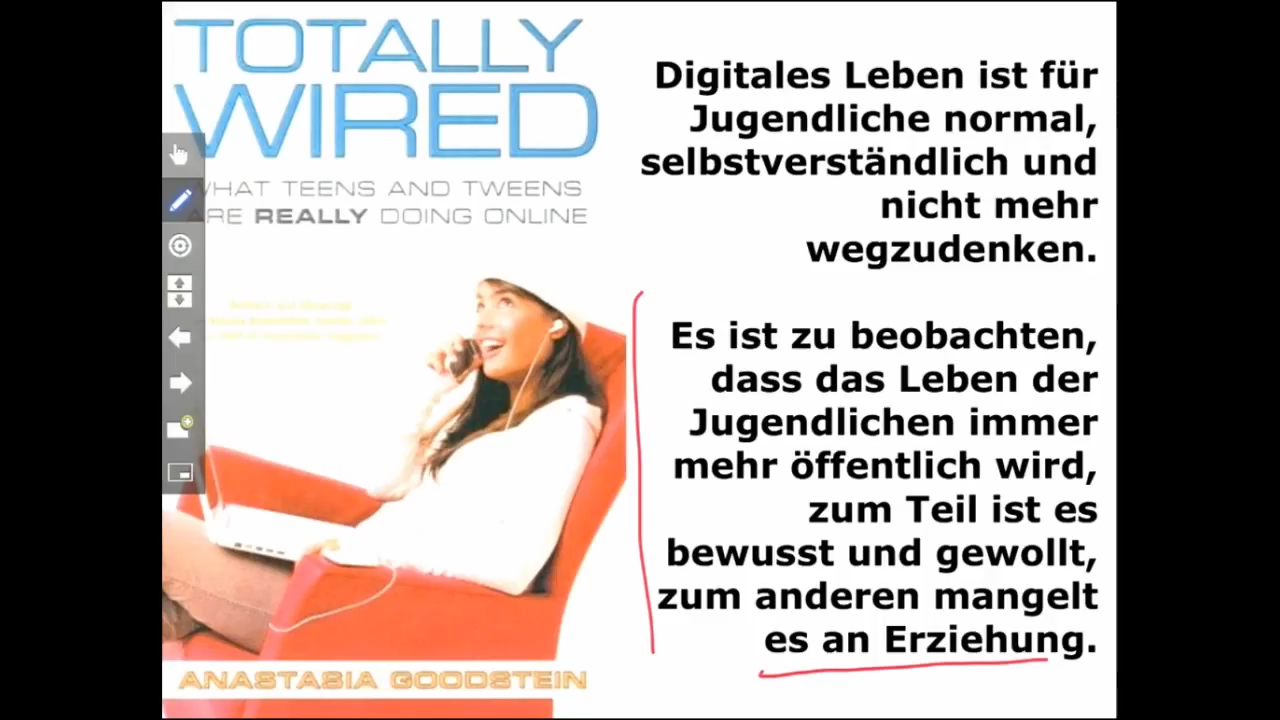 TOTALLY
WIRED
WHAT TEENS AND TWEENS
ARE REALLY DOING ONLINE
ANASTASIA GOODSTEIN
Digitales Leben ist für
Jugendliche normal,
selbstverständlich und
nicht mehr
wegzudenken.
Es ist zu beobachten,
dass das Leben der
Jugendlichen immer
mehr öffentlich wird,
zum Teil ist es
bewusst und gewollt,
zum anderen mangelt
es an Erziehung.